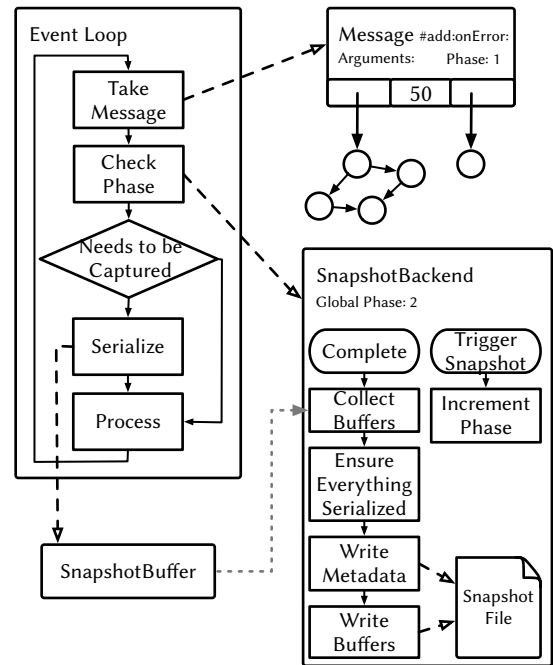 Event Loop
Take
Message
Check
Phase
Needs to be
Captured
Serialize
Process
SnapshotBuffer
Message #add:onError:
Arguments: Phase: 1
50
SnapshotBackend
Global Phase: 2
Complete
Collect
Buffers
Ensure
Everything
Serialized
Write
Metadata
Write
Buffers
Trigger
Snapshot
Increment
Phase
Snapshot
File